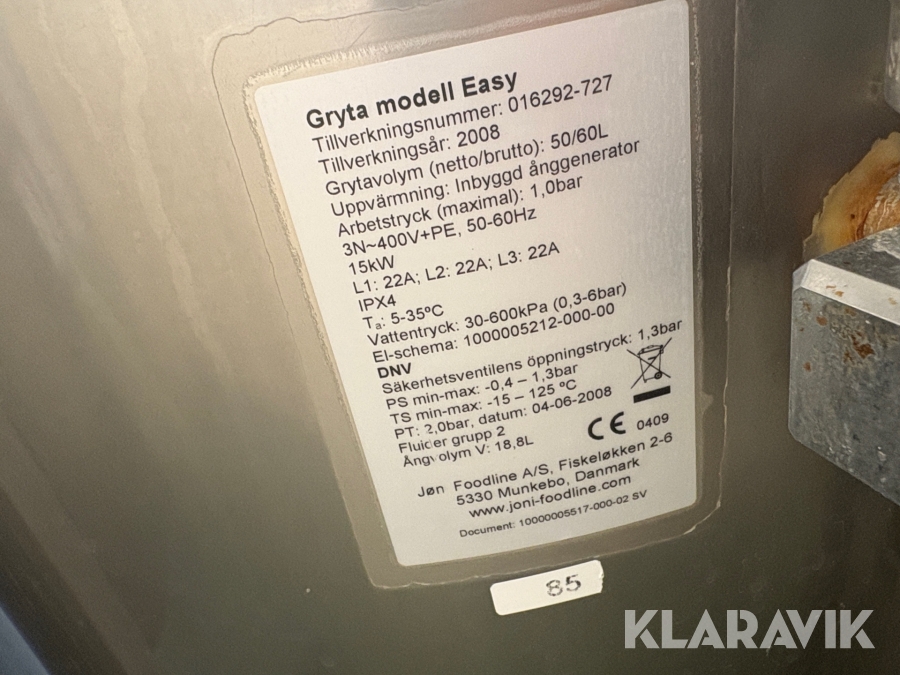 Gryta modell Easy
Tillverkningsnummer: 016292-727
Tillverkningsår: 2008
Grytavolym (netto/brutto): 50/60L
Uppvärmning: Inbyggd ånggenerator
Arbetstryck (maximal): 1,0bar
3N~400V+PE, 50-60Hz
15kW
L1: 22A; L2: 22A; L3: 22A
IPX4
Ta: 5-35ºC
Vattentryck: 30-600kPa (0,3-6bar)
El-schema: 1000005212-000-00
DNV
Säkerhetsventilens öppningstryck: 1,3bar
PS min-max: -0,4 – 1,3bar
TS min-max: -15 – 125 ºC
PT: 2,0bar, datum: 04-06-2008
Fluider grupp 2
Ångvolym V: 18,8L
CE 0409
Jøn Foodline A/S, Fiskeløkken 2-6
5330 Munkebo, Danmark
www.joni-foodline.com
Document: 10000005517-000-02 SV
85
KLARAVIK